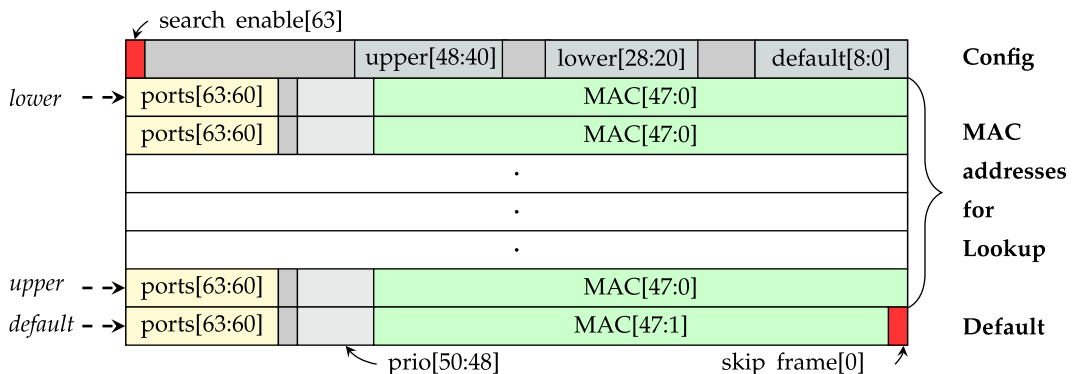 search enable[63]
upper[48:40] lower[28:20] default[8:0] Config
lower ports[63:60] MAC[47:0]
ports[63:60] MAC[47:0] MAC
addresses
for
Lookup
upper ports[63:60] MAC[47:0]
default ports[63:60] MAC[47:1] Default
prio[50:48] skip frame[0]